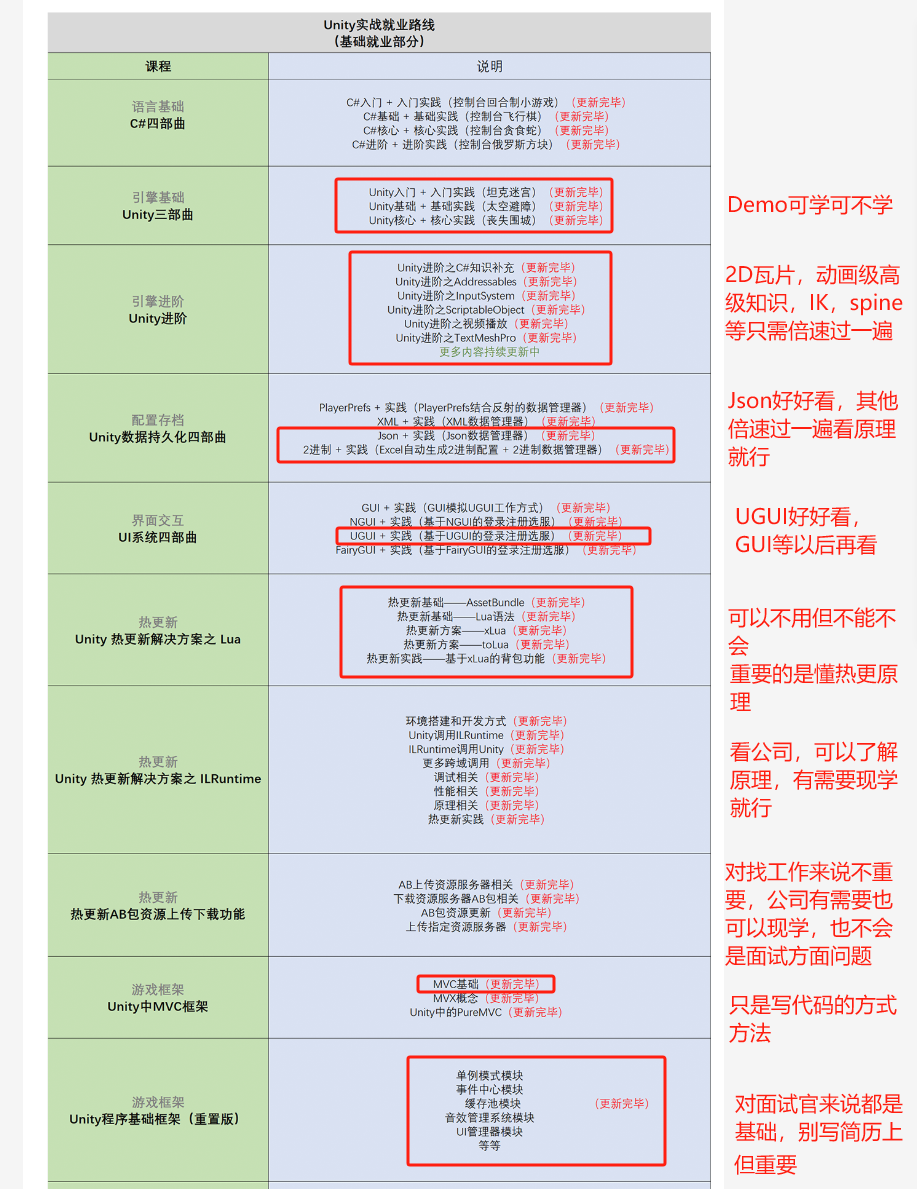 Unity实战就业路线
（基础就业部分）
课程
说明
语言基础
C#四部曲
C#入门 + 入门实践（控制台回合制小游戏）（更新完毕）
C#基础 + 基础实践（控制台飞行棋）（更新完毕）
C#核心 + 核心实践（控制台贪食蛇）（更新完毕）
C#进阶 + 进阶实践（控制台俄罗斯方块）（更新完毕）
引擎基础
Unity三部曲
Unity入门 + 入门实践（坦克迷宫）（更新完毕）
Unity基础 + 基础实践（太空避障）（更新完毕）
Unity核心 + 核心实践（丧失围城）（更新完毕）
Demo可学可不学
引擎进阶
Unity进阶
Unity进阶之C#知识补充（更新完毕）
Unity进阶之Addressables（更新完毕）
Unity进阶之InputSystem（更新完毕）
Unity进阶之ScriptableObject（更新完毕）
Unity进阶之视频播放（更新完毕）
Unity进阶之TextMeshPro（更新完毕）
更多内容持续更新中
2D瓦片，动画级高
级知识，IK，spine
等只需倍速过一遍
配置存档
Unity数据持久化四部曲
PlayerPrefs + 实践（PlayerPrefs结合反射的数据管理器）（更新完毕）
XML + 实践（XML数据管理器）（更新完毕）
Json + 实践（Json数据管理器）（更新完毕）
2进制 + 实践（Excel自动生成2进制配置 + 2进制数据管理器）（更新完毕）
Json好好看，其他
倍速过一遍看原理
就行
界面交互
UI系统四部曲
GUI + 实践（GUI模拟UGUI工作方式）（更新完毕）
NGUI + 实践（基于NGUI的登录注册选服）（更新完毕）
UGUI + 实践（基于UGUI的登录注册选服）（更新完毕）
FairyGUI + 实践（基于FairyGUI的登录注册选服）（更新完毕）
UGUI好好看，
GUI等以后再看
热更新
Unity 热更新解决方案之 Lua
热更新基础——AssetBundle（更新完毕）
热更新基础——Lua语法（更新完毕）
热更新方案——xLua（更新完毕）
热更新方案——toLua（更新完毕）
热更新实践——基于xLua的背包功能（更新完毕）
可以不用但不能不
会
重要的是懂热更原
理
热更新
Unity 热更新解决方案之 ILRuntime
环境搭建和开发方式（更新完毕）
Unity调用ILRuntime（更新完毕）
ILRuntime调用Unity（更新完毕）
更多跨域调用（更新完毕）
调试相关（更新完毕）
性能相关（更新完毕）
原理相关（更新完毕）
热更新实践（更新完毕）
看公司，可以了解
原理，有需要现学
就行
热更新
热更新AB包资源上传下载功能
AB上传资源服务器相关（更新完毕）
下载资源服务器AB包相关（更新完毕）
AB包资源更新（更新完毕）
上传指定资源服务器（更新完毕）
对找工作来说不重
要，公司有需要也
可以现学，也不会
是面试方面问题
游戏框架
Unity中MVC框架
MVC基础（更新完毕）
MVX概念（更新完毕）
Unity中的PureMVC（更新完毕）
只是写代码的方式
方法
游戏框架
Unity程序基础框架（重置版）
单例模式模块
事件中心模块
缓存池模块（更新完毕）
音效管理系统模块
UI管理器模块
等等
对面试官来说都是
基础，别写简历上
但重要